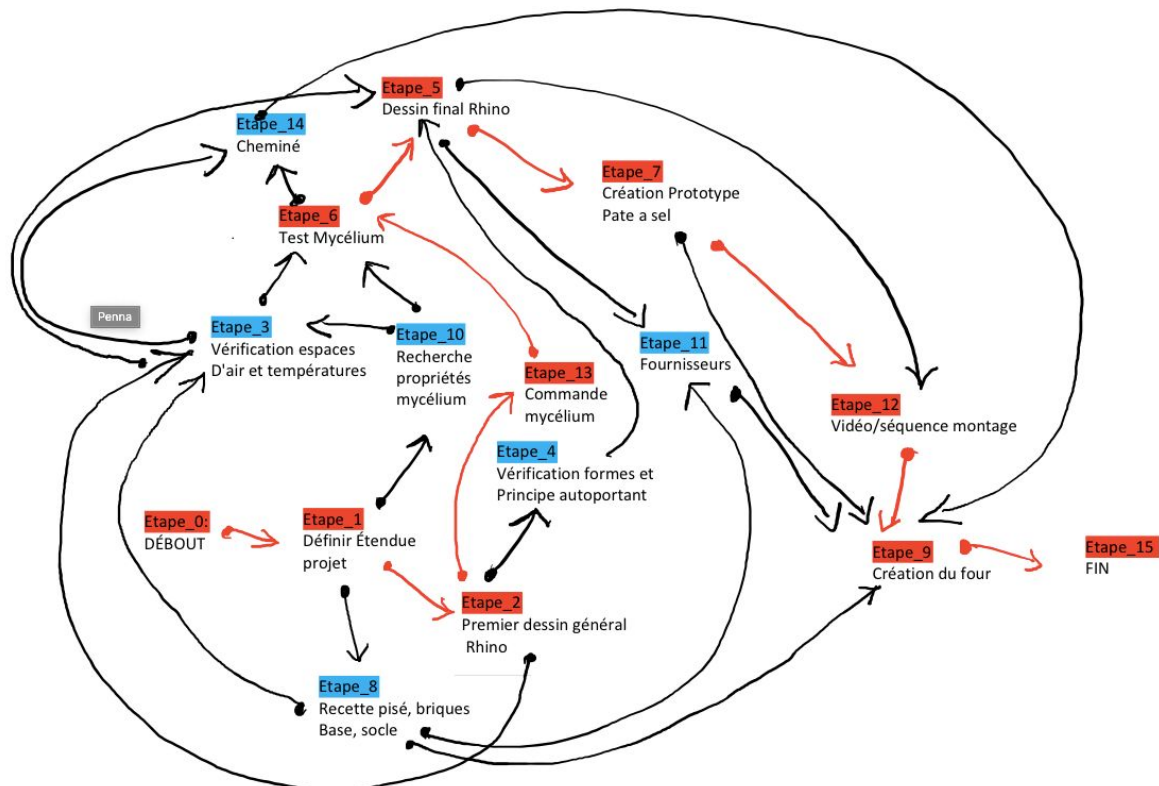 Etape_5
Dessin final Rhino
Etape_14
Cheminé
Etape_7
Création Prototype
Pate a sel
Etape_6
Test Mycélium
Penna
Etape_3
Vérification espaces
D'air et températures
Etape_10
Recherche
propriétés
mycélium
Etape_11
Fournisseurs
Etape_13
Commande
mycélium
Etape_12
Vidéo/séquence montage
Etape_4
Vérification formes et
Principe autoportant
Etape_0:
DÉBOUT
Etape_1
Définir Étendue
projet
Etape_9
Création du four
Etape_15
FIN
Etape_2
Premier dessin général
Rhino
Etape_8
Recette pisé, briques
Base, socle